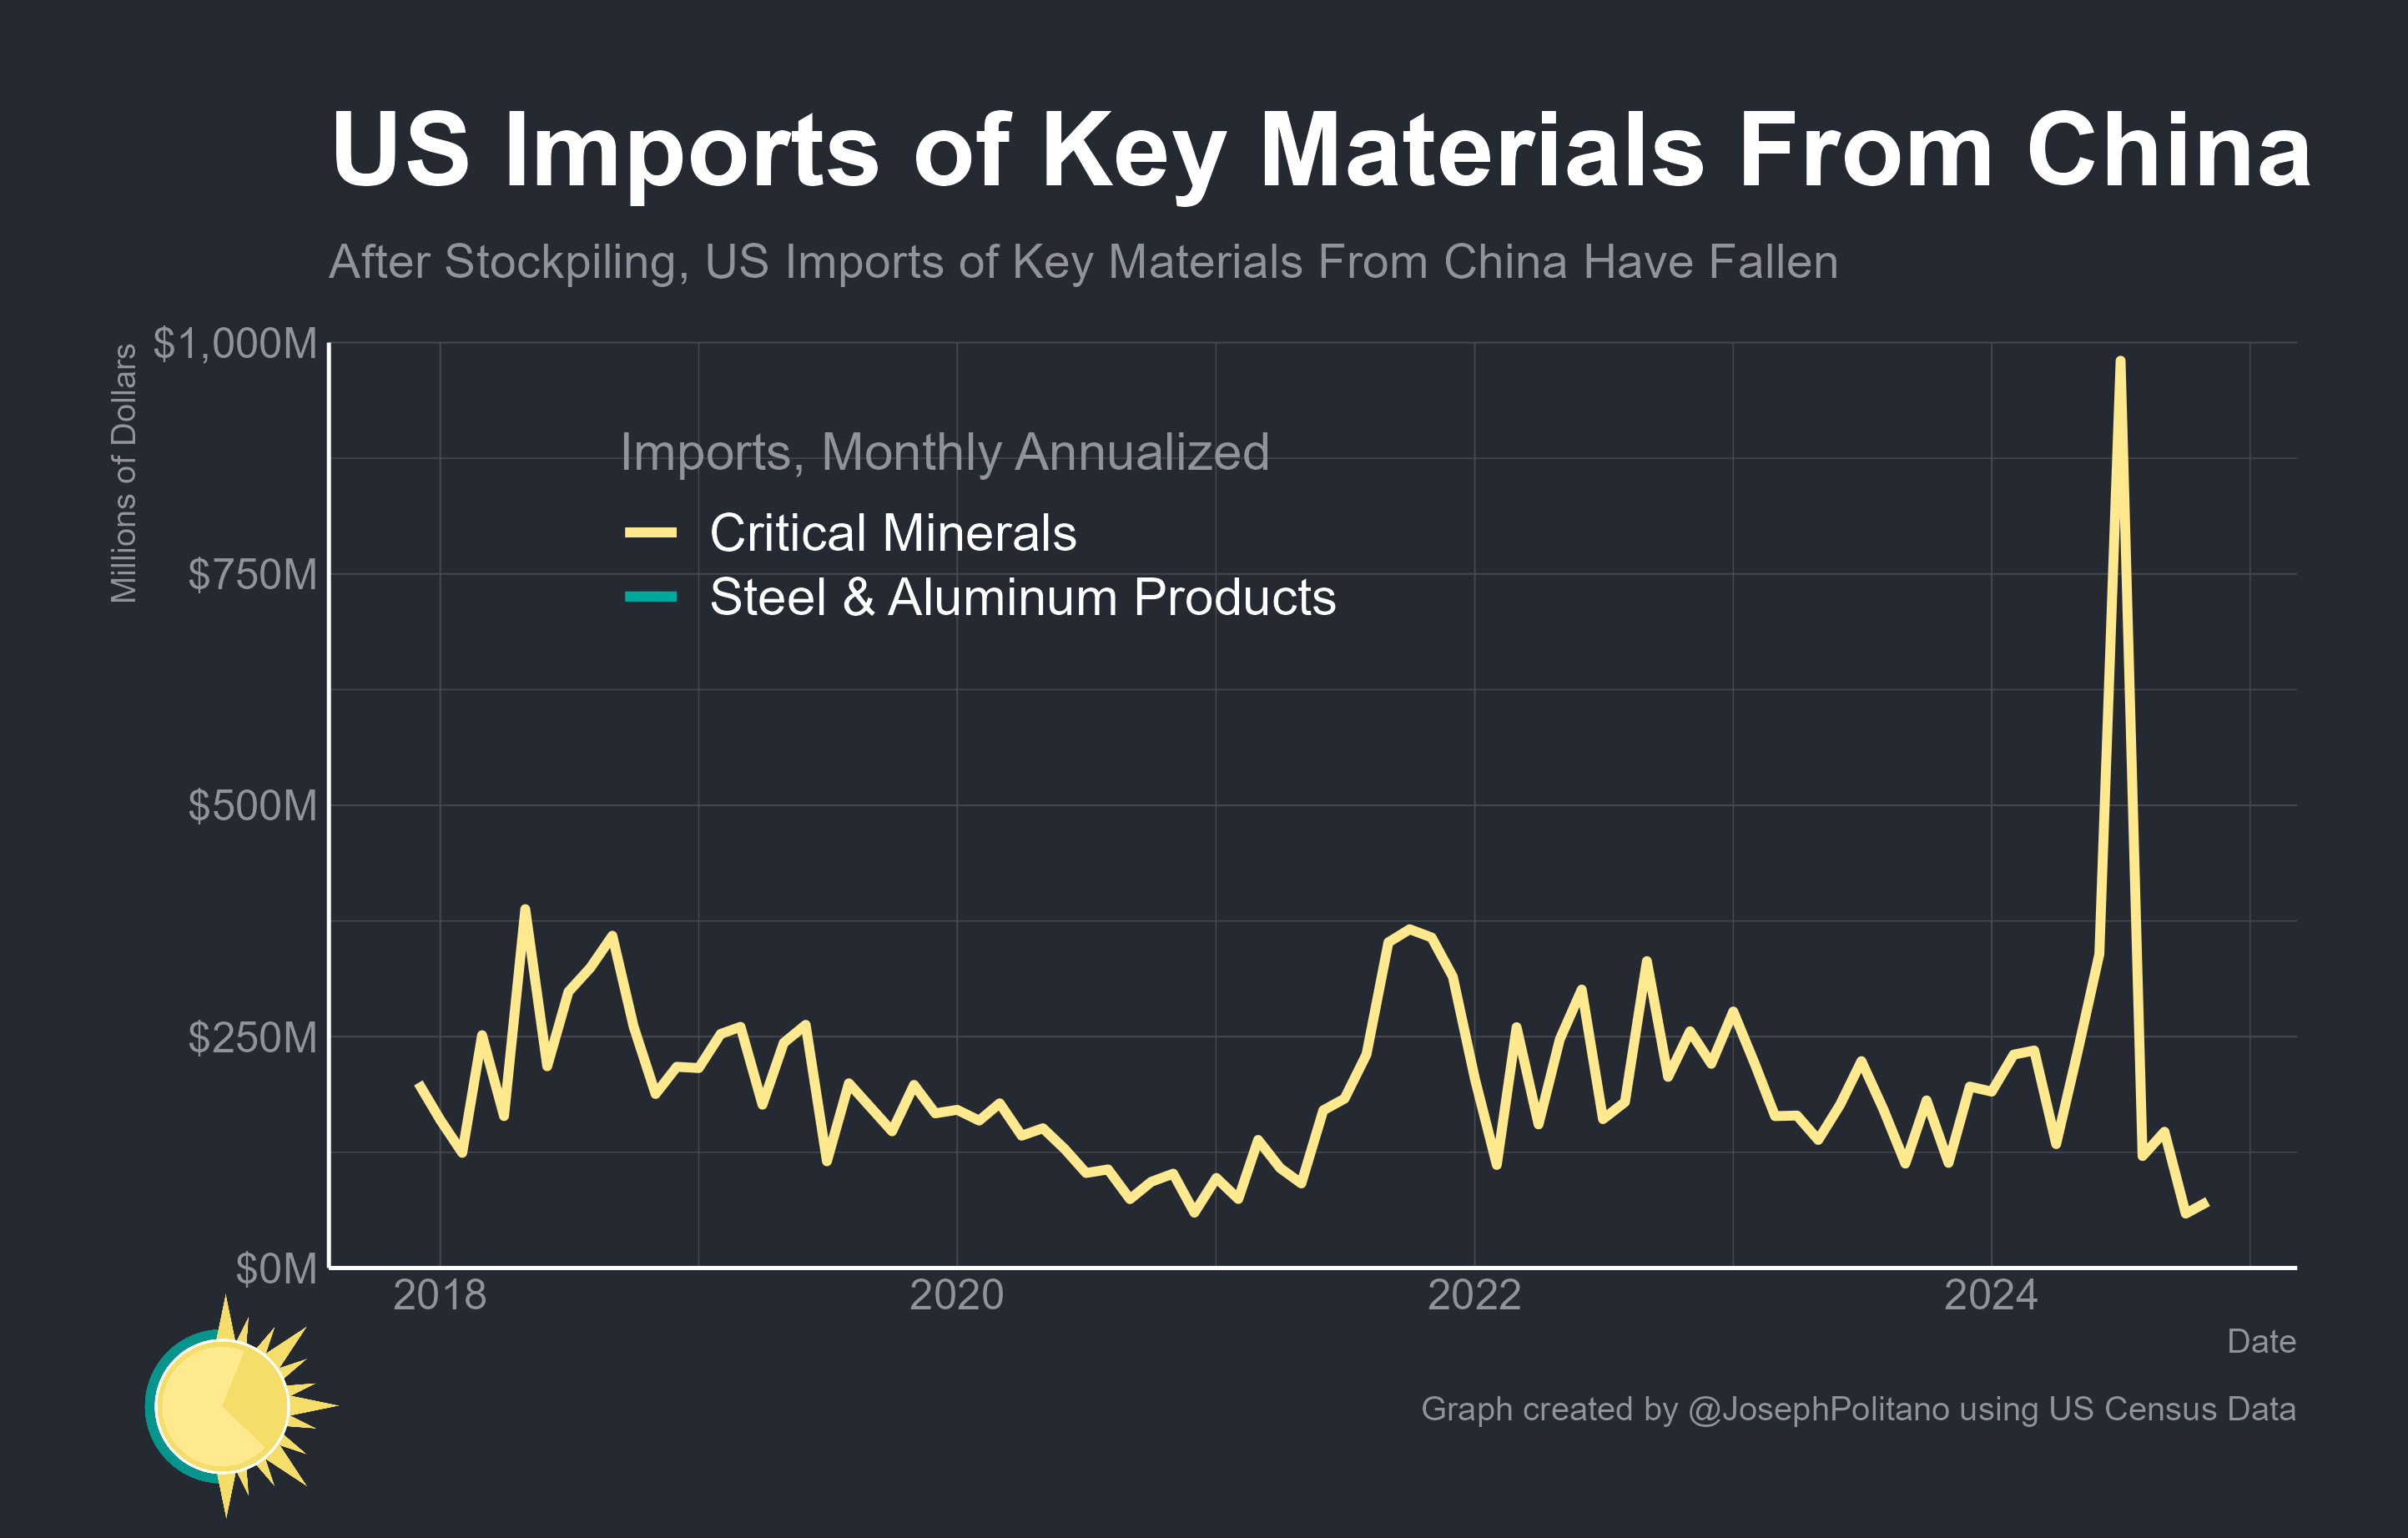 US Imports of Key Materials From China
After Stockpiling, US Imports of Key Materials From China Have Fallen
Millions of Dollars
$1,000M
$750M
$500M
$250M
$0M
Imports, Monthly Annualized
Critical Minerals
Steel & Aluminum Products
2018
2020
2022
2024
Date
Graph created by @JosephPolitano using US Census Data